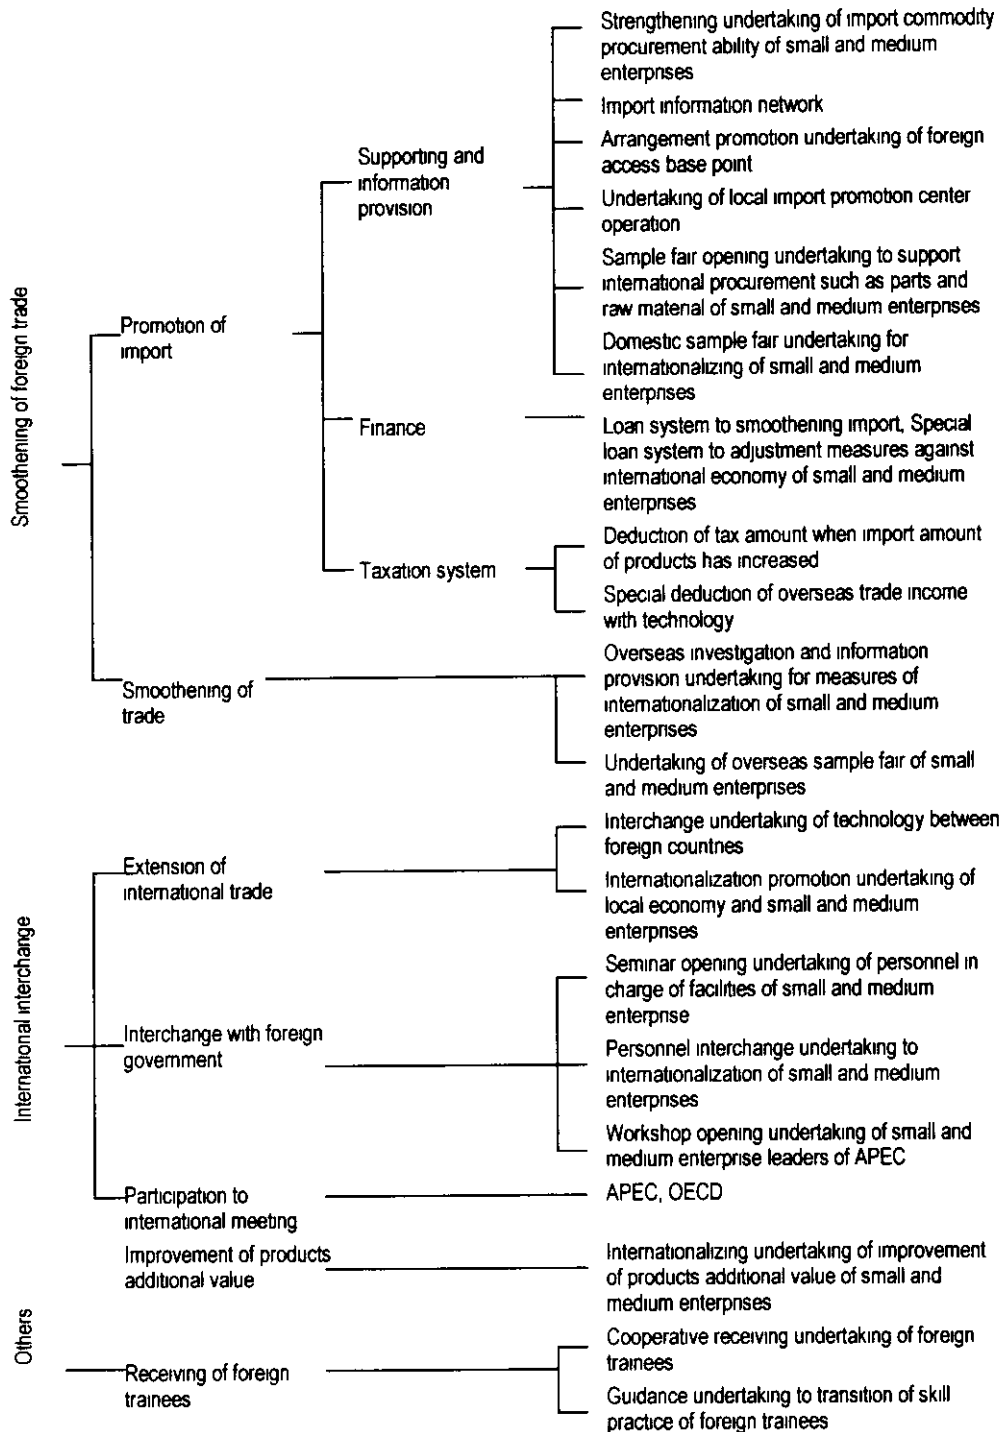 Smoothening of foreign trade
Promotion of
import
Supporting and
information
provision
Strengthening undertaking of import commodity
procurement ability of small and medium
enterprises
Import information network
Arrangement promotion undertaking of foreign
access base point
Undertaking of local import promotion center
operation
Sample fair opening undertaking to support
international procurement such as parts and
raw material of small and medium enterprises
Domestic sample fair undertaking for
internationalizing of small and medium
enterprises
Finance
Loan system to smoothening import, Special
loan system to adjustment measures against
international economy of small and medium
enterprises
Taxation system
Deduction of tax amount when import amount
of products has increased
Special deduction of overseas trade income
with technology
Smoothening of
trade
Overseas investigation and information
provision undertaking for measures of
internationalization of small and medium
enterprises
Undertaking of overseas sample fair of small
and medium enterprises
International interchange
Extension of
international trade
Interchange undertaking of technology between
foreign countries
Internationalization promotion undertaking of
local economy and small and medium
enterprises
Interchange with foreign
government
Seminar opening undertaking of personnel in
charge of facilities of small and medium
enterprise
Personnel interchange undertaking to
internationalization of small and medium
enterprises
Workshop opening undertaking of small and
medium enterprise leaders of APEC
Participation to
international meeting
APEC, OECD
Others
Improvement of products
additional value
Internationalizing undertaking of improvement
of products additional value of small and
medium enterprises
Receiving of foreign
trainees
Cooperative receiving undertaking of foreign
trainees
Guidance undertaking to transition of skill
practice of foreign trainees